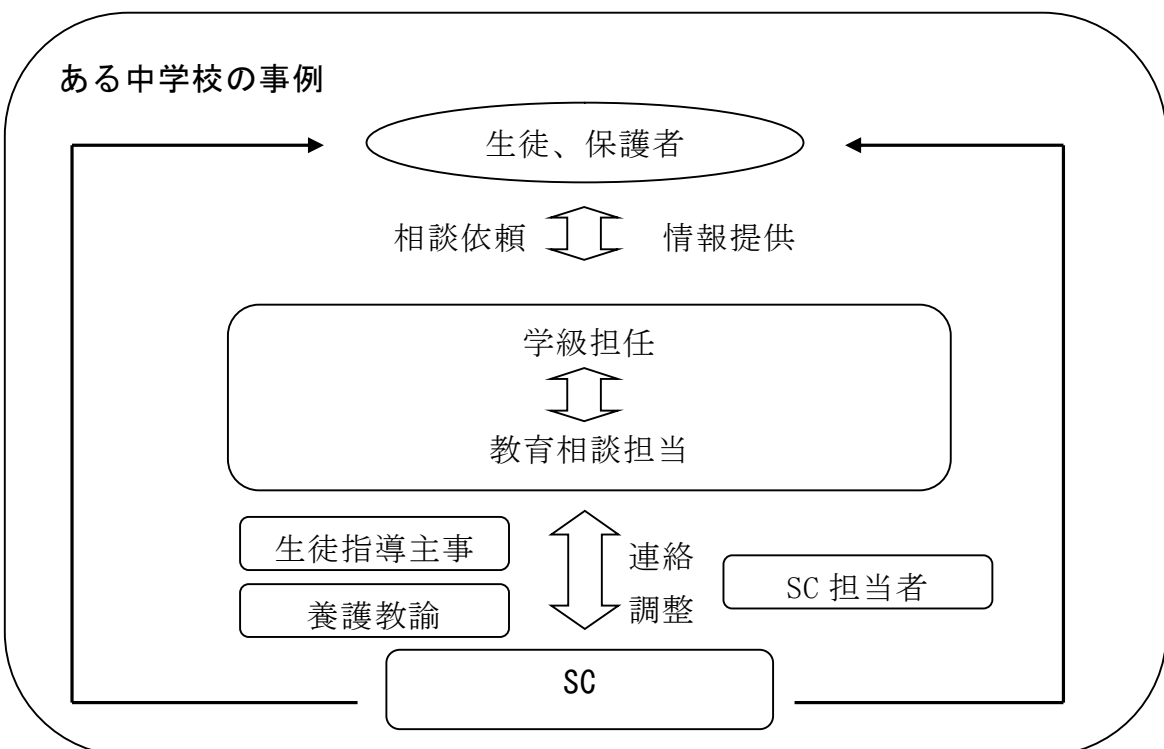 ある中学校の事例
生徒、保護者
相談依頼 情報提供
学級担任
教育相談担当
生徒指導主事
養護教諭
連絡
調整
SC 担当者
SC